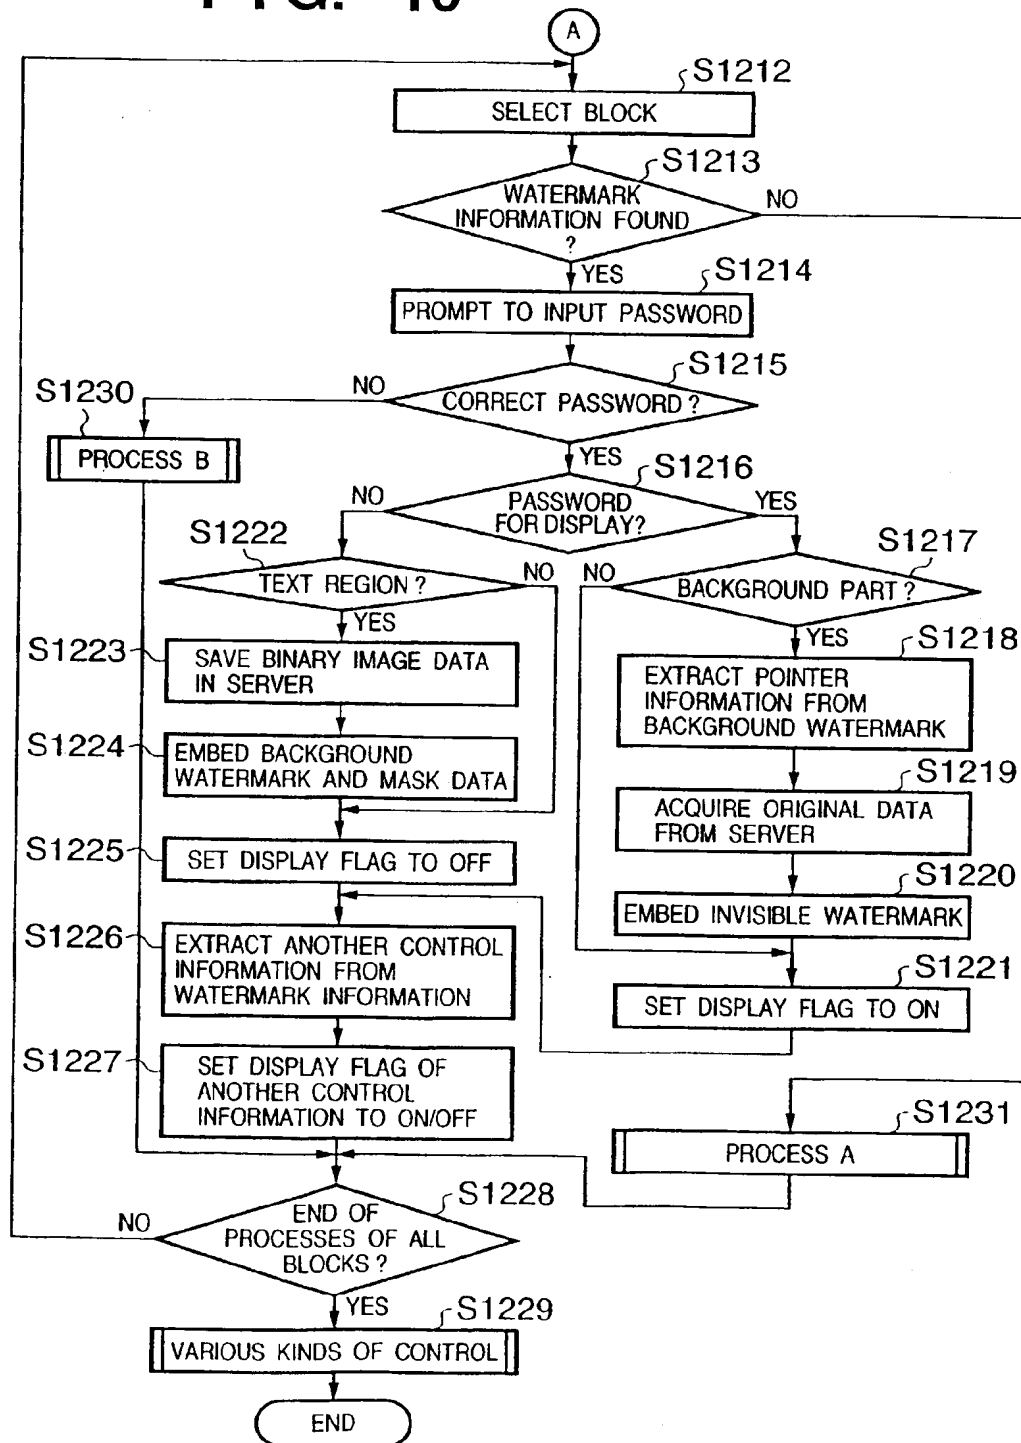 A
S1212
SELECT BLOCK
S1213
WATERMARK
INFORMATION FOUND
?
NO
YES
S1214
PROMPT TO INPUT PASSWORD
S1215
CORRECT PASSWORD ?
NO
S1230
PROCESS B
YES
S1216
PASSWORD
FOR DISPLAY?
NO
YES
S1222
TEXT REGION ?
NO
YES
S1217
BACKGROUND PART ?
NO
YES
S1223
SAVE BINARY IMAGE DATA
IN SERVER
S1218
EXTRACT POINTER
INFORMATION FROM
BACKGROUND WATERMARK
S1224
EMBED BACKGROUND
WATERMARK AND MASK DATA
S1219
ACQUIRE ORIGINAL DATA
FROM SERVER
S1225
SET DISPLAY FLAG TO OFF
S1220
EMBED INVISIBLE WATERMARK
S1226
EXTRACT ANOTHER CONTROL
INFORMATION FROM
WATERMARK INFORMATION
S1221
SET DISPLAY FLAG TO ON
S1227
SET DISPLAY FLAG OF
ANOTHER CONTROL
INFORMATION TO ON/OFF
S1231
PROCESS A
S1228
END OF
PROCESSES OF ALL
BLOCKS ?
NO
YES
S1229
VARIOUS KINDS OF CONTROL
END